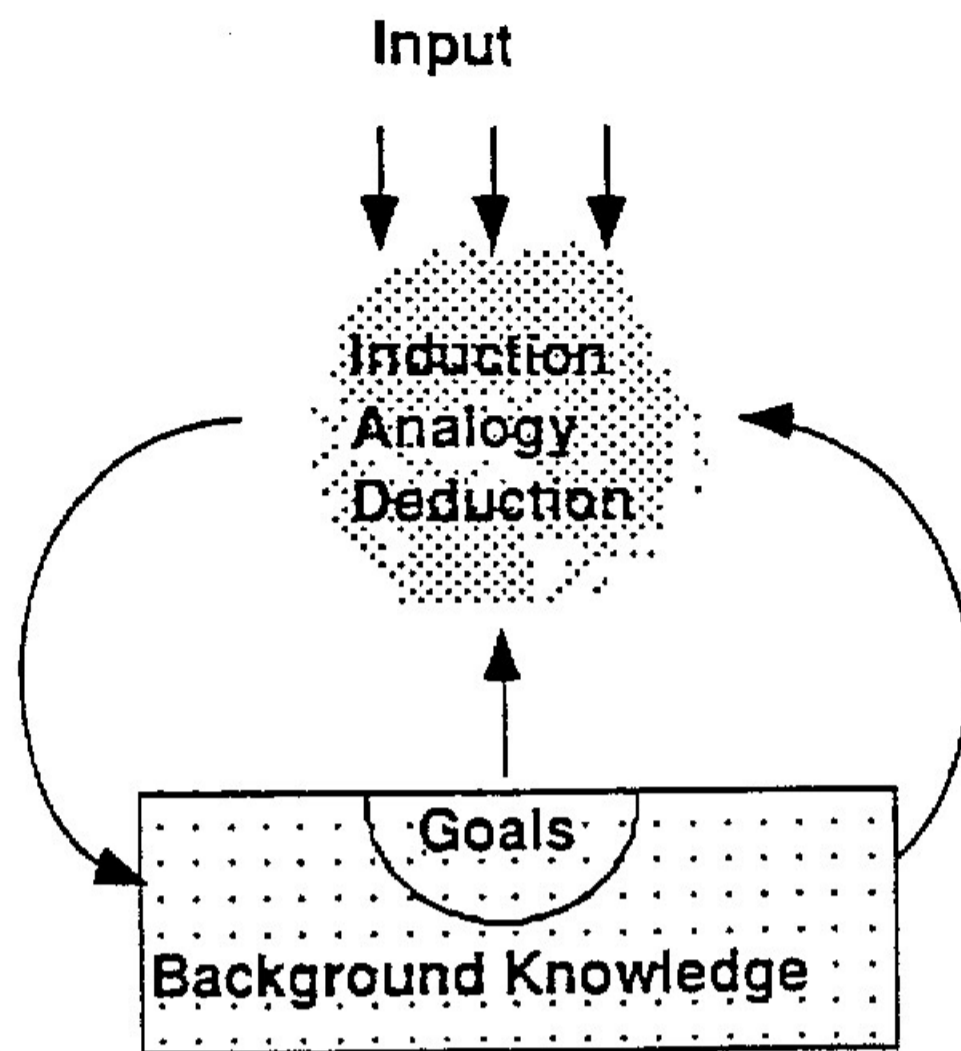 Input
Induction
Analogy
Deduction
Goals
Background Knowledge